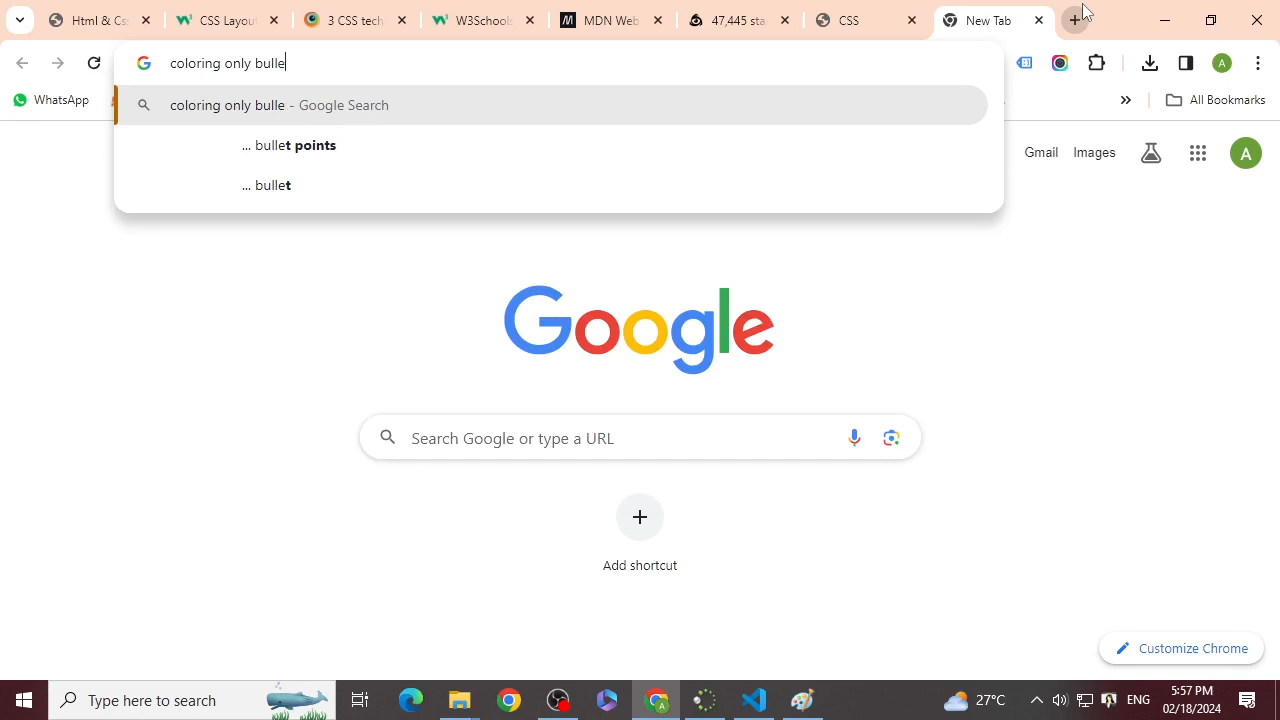 Html & Cs
CSS Layou
3 CSS tech
W3Schools
MDN Web
47,445 sta
CSS
New Tab
coloring only bulle
WhatsApp
All Bookmarks
coloring only bulle - Google Search
... bullet points
... bullet
Gmail
Images
A
Google
Search Google or type a URL
Add shortcut
Customize Chrome
Type here to search
27°C
ENG
5:57 PM
02/18/2024